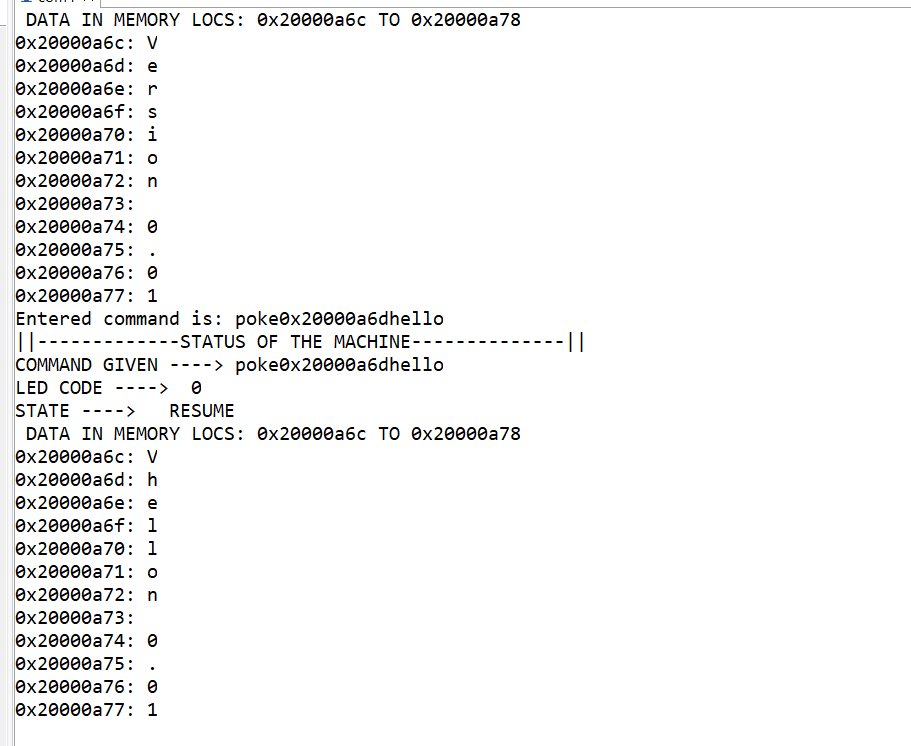 DATA IN MEMORY LOCS: 0x20000a6c TO 0x20000a78
0x20000a6c: V
0x20000a6d: e
0x20000a6e: r
0x20000a6f: s
0x20000a70: i
0x20000a71: o
0x20000a72: n
0x20000a73:
0x20000a74: 0
0x20000a75: .
0x20000a76: 0
0x20000a77: 1
Entered command is: poke0x20000a6dhello
||-------------STATUS OF THE MACHINE--------------||
COMMAND GIVEN ----> poke0x20000a6dhello
LED CODE ---->  0
STATE ---->   RESUME
DATA IN MEMORY LOCS: 0x20000a6c TO 0x20000a78
0x20000a6c: V
0x20000a6d: h
0x20000a6e: e
0x20000a6f: l
0x20000a70: l
0x20000a71: o
0x20000a72: n
0x20000a73:
0x20000a74: 0
0x20000a75: .
0x20000a76: 0
0x20000a77: 1